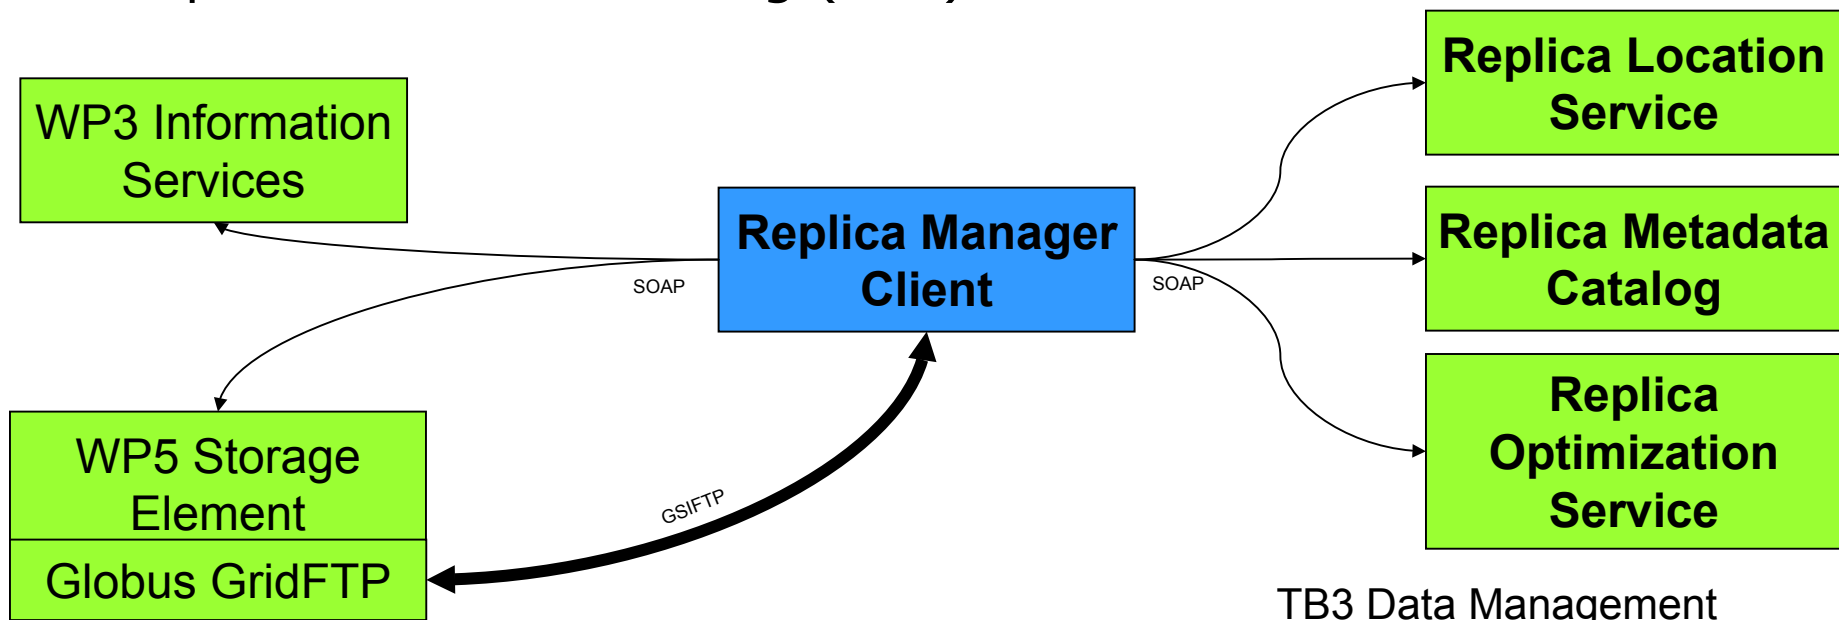 Replica Location
Service
WP3 Information
Services
Replica Manager
Client
Replica Metadata
Catalog
SOAP
SOAP
Replica
Optimization
Service
WP5 Storage
Element
GSIFTP
Globus GridFTP
TB3 Data Management